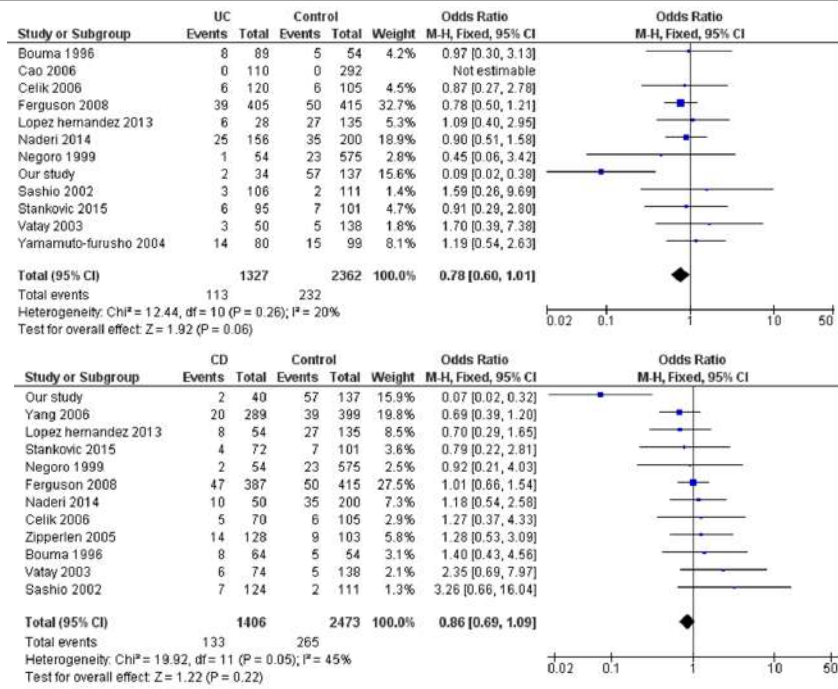 UC Control Odds Ratio Odds Ratio
Study or Subgroup Events Total Events Total Weight M-H, Fixed, 95% CI M-H, Fixed, 95% CI
Bouma 1996 8 89 5 54 4.2% 0.97 [0.30, 3.13]
Cao 2006 0 110 0 292 Not estimable
Celik 2006 6 120 6 105 4.5% 0.87 [0.27, 2.78]
Ferguson 2008 39 405 50 415 32.7% 0.78 [0.50, 1.21]
Lopez hernandez 2013 6 28 27 135 5.3% 1.09 [0.40, 2.95]
Naderi 2014 25 156 35 200 18.9% 0.90 [0.51, 1.58]
Negoro 1999 1 54 23 575 2.8% 0.45 [0.06, 3.42]
Our study 2 34 57 137 15.6% 0.09 [0.02, 0.38]
Sashio 2002 3 106 2 111 1.4% 1.59 [0.26, 9.69]
Stankovic 2015 6 95 7 101 4.7% 0.91 [0.29, 2.80]
Vatay 2003 3 50 5 138 1.8% 1.70 [0.39, 7.38]
Yamamuto-furusho 2004 14 80 15 99 8.1% 1.19 [0.54, 2.63]
Total (95% CI) 1327 2362 100.0% 0.78 [0.60, 1.01]
Total events 113 232
Heterogeneity: Chi² = 12.44, df = 10 (P = 0.26); I² = 20%
Test for overall effect: Z = 1.92 (P = 0.06)
0.02 0.1 1 10 50
CD Control Odds Ratio Odds Ratio
Study or Subgroup Events Total Events Total Weight M-H, Fixed, 95% CI M-H, Fixed, 95% CI
Our study 2 40 57 137 15.9% 0.07 [0.02, 0.32]
Yang 2006 20 289 39 399 19.8% 0.69 [0.39, 1.20]
Lopez hernandez 2013 8 54 27 135 8.5% 0.70 [0.29, 1.65]
Stankovic 2015 4 72 7 101 3.6% 0.79 [0.22, 2.81]
Negoro 1999 2 54 23 575 2.5% 0.92 [0.21, 4.03]
Ferguson 2008 47 387 50 415 27.5% 1.01 [0.66, 1.54]
Naderi 2014 10 50 35 200 7.3% 1.18 [0.54, 2.58]
Celik 2006 5 70 6 105 2.9% 1.27 [0.37, 4.33]
Zipperlen 2005 14 128 9 103 5.8% 1.28 [0.53, 3.09]
Bouma 1996 8 64 5 54 3.1% 1.40 [0.43, 4.56]
Vatay 2003 6 74 5 138 2.1% 2.35 [0.69, 7.97]
Sashio 2002 7 124 2 111 1.3% 3.26 [0.66, 16.04]
Total (95% CI) 1406 2473 100.0% 0.86 [0.69, 1.09]
Total events 133 265
Heterogeneity: Chi² = 19.92, df = 11 (P = 0.05); I² = 45%
Test for overall effect: Z = 1.22 (P = 0.22)
0.02 0.1 1 10 50